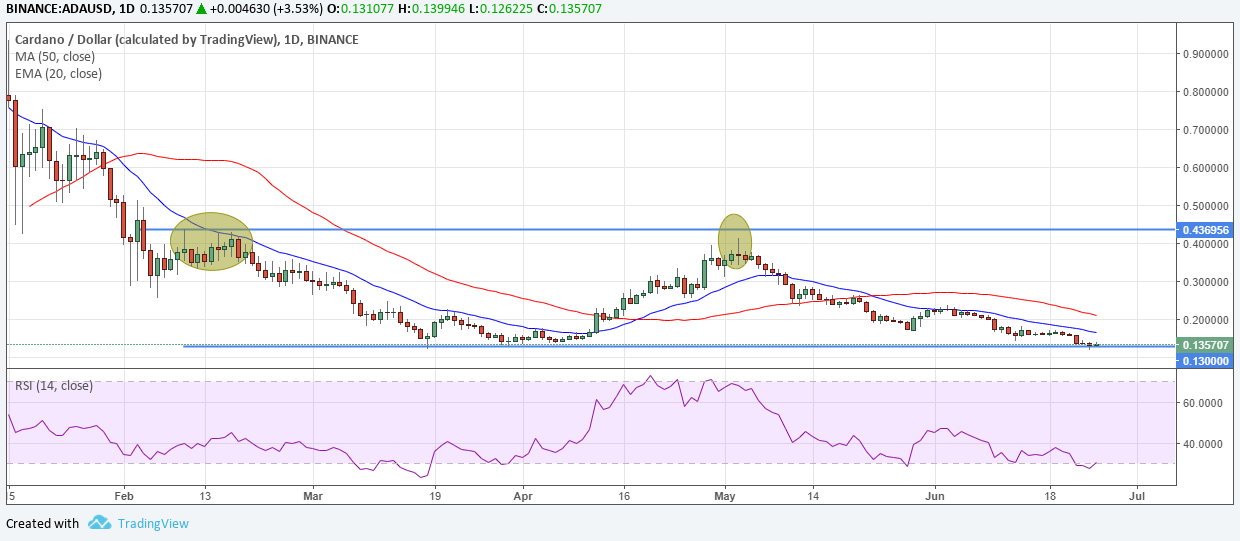 BINANCE:ADAUSD, 1D 0.135707 ▲ +0.004630 (+3.53%) O:0.131077 H:0.139946 L:0.126225 C:0.135707
Cardano / Dollar (calculated by TradingView), 1D, BINANCE
MA (50, close)
EMA (20, close)
0.900000
0.800000
0.700000
0.600000
0.500000
0.436956
0.400000
0.300000
0.200000
0.135707
0.130000
RSI (14, close)
60.0000
40.0000
15 Feb 13 Mar 19 Apr 16 May 14 Jun 18 Jul
Created with TradingView